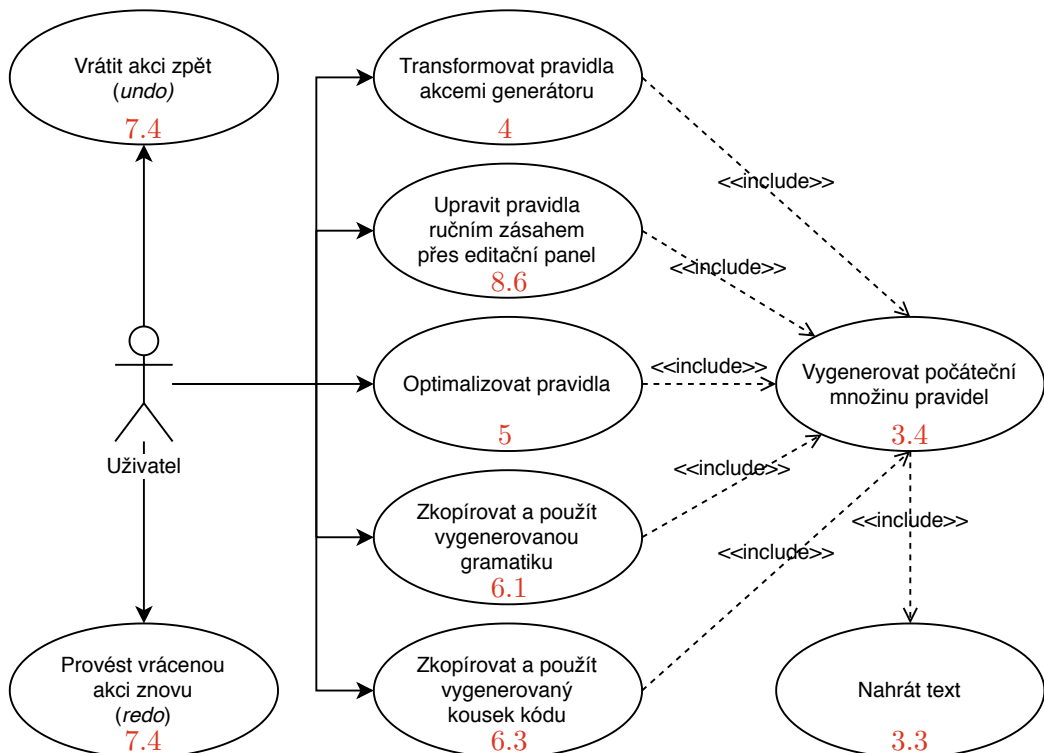 Vrátit akci zpět
(undo)
7.4
Transformovat pravidla
akcemi generátoru
4
<<include>>
Upravit pravidla
ručním zásahem
přes editační panel
8.6
<<include>>
Uživatel
Optimalizovat pravidla
5
<<include>>
Vygenerovat počáteční
množinu pravidel
3.4
Zkopírovat a použít
vygenerovanou
gramatiku
6.1
<<include>>
<<include>>
<<include>>
Provést vrácenou
akci znovu
(redo)
7.4
Zkopírovat a použít
vygenerovaný
kousek kódu
6.3
Nahrát text
3.3